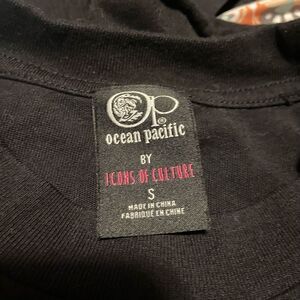 Op®
ocean pacific
BY
ICONS OF CULTURE
S
MADE IN CHINA
FABRIQUÉ EN CHINE